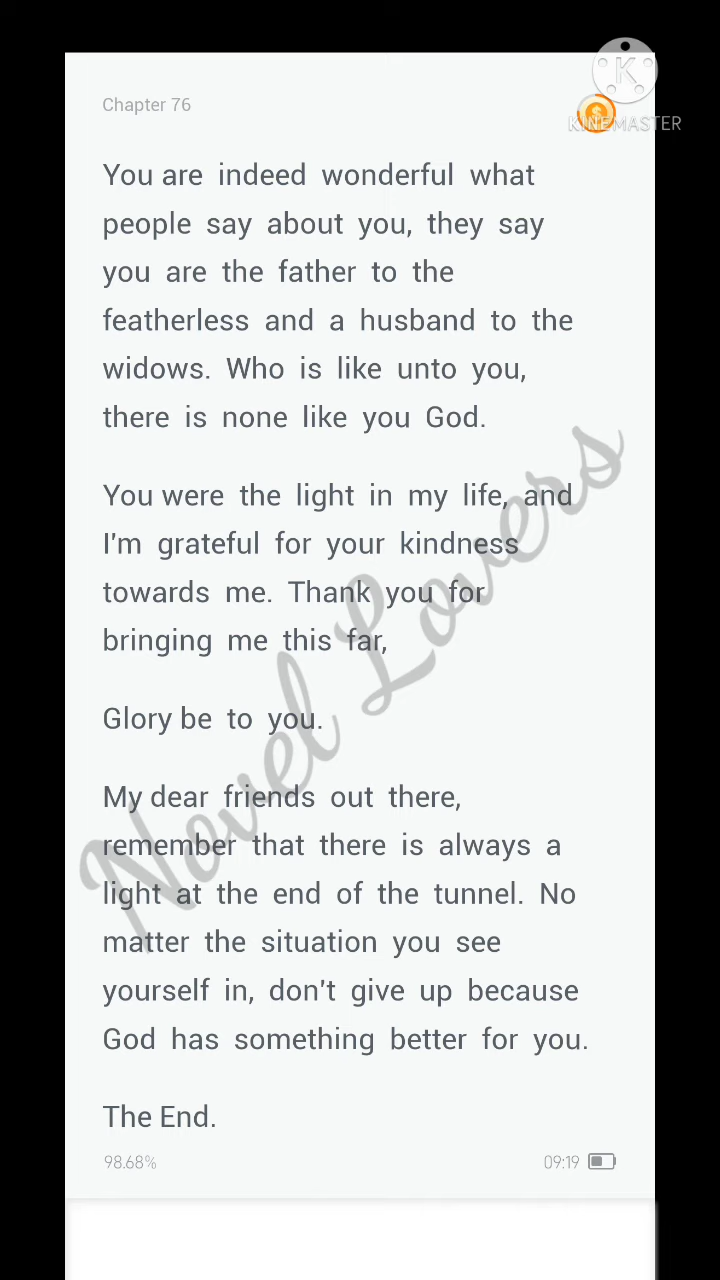 Chapter 76
KINEMASTER
You are indeed wonderful what
people say about you, they say
you are the father to the
featherless and a husband to the
widows. Who is like unto you,
there is none like you God.
You were the light in my life, and
I'm grateful for your kindness
towards me. Thank you for
bringing me this far,
Glory be to you.
My dear friends out there,
remember that there is always a
light at the end of the tunnel. No
matter the situation you see
yourself in, don't give up because
God has something better for you.
The End.
98.68%
09:19
Novel Lovers